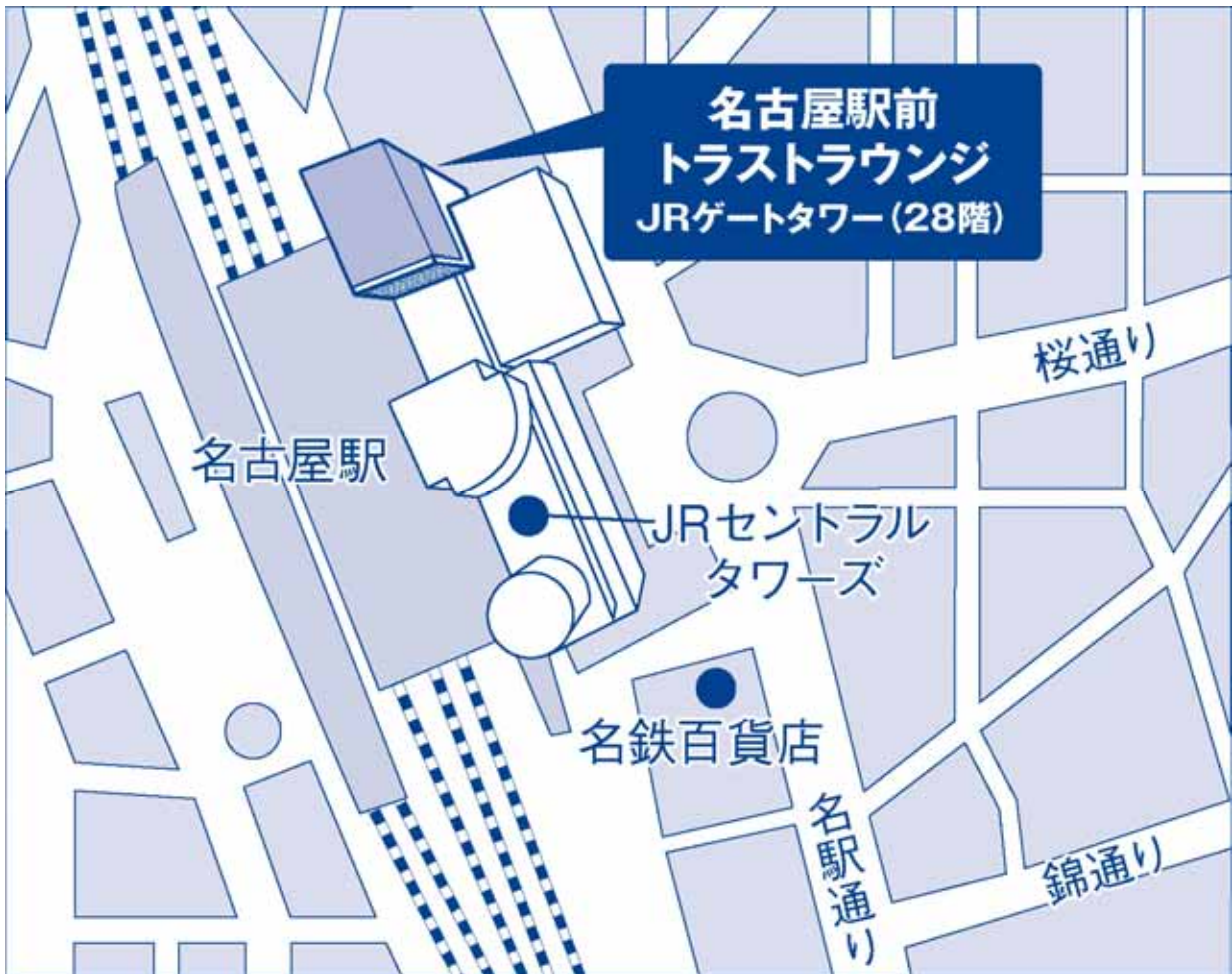 名古屋駅前
トラストラウンジ
JRゲートタワー(28階)
桜通り
名古屋駅
JRセントラル
タワーズ
名鉄百貨店
名駅通り
錦通り